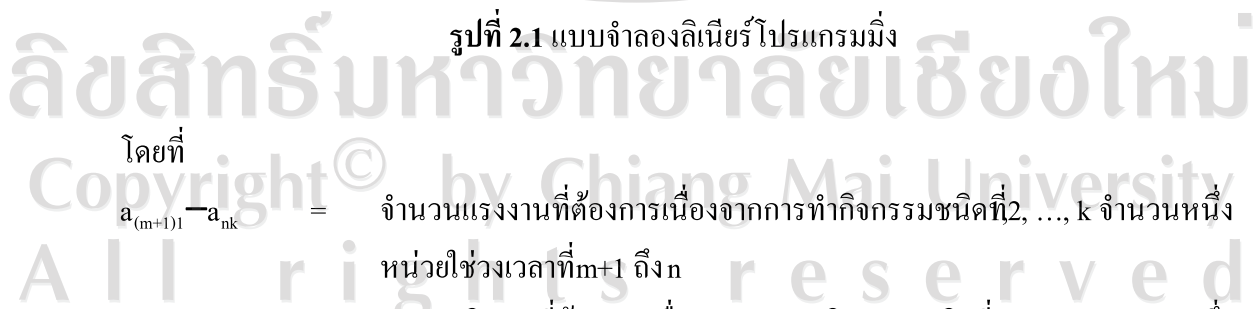 รูปที่ 2.1 แบบจำลองลิเนียร์โปรแกรมมิ่ง
ลิขสิทธิ์มหาวิทยาลัยเชียงใหม่
โดยที่
Copyright© by Chiang Mai University
a(m+1)1–ank = จำนวนแรงงานที่ต้องการเนื่องจากการทำกิจกรรมชนิดที่,2, …, k จำนวนหนึ่ง
หน่วยใช่วงเวลาที่m+1 ถึง n
All rights reserved